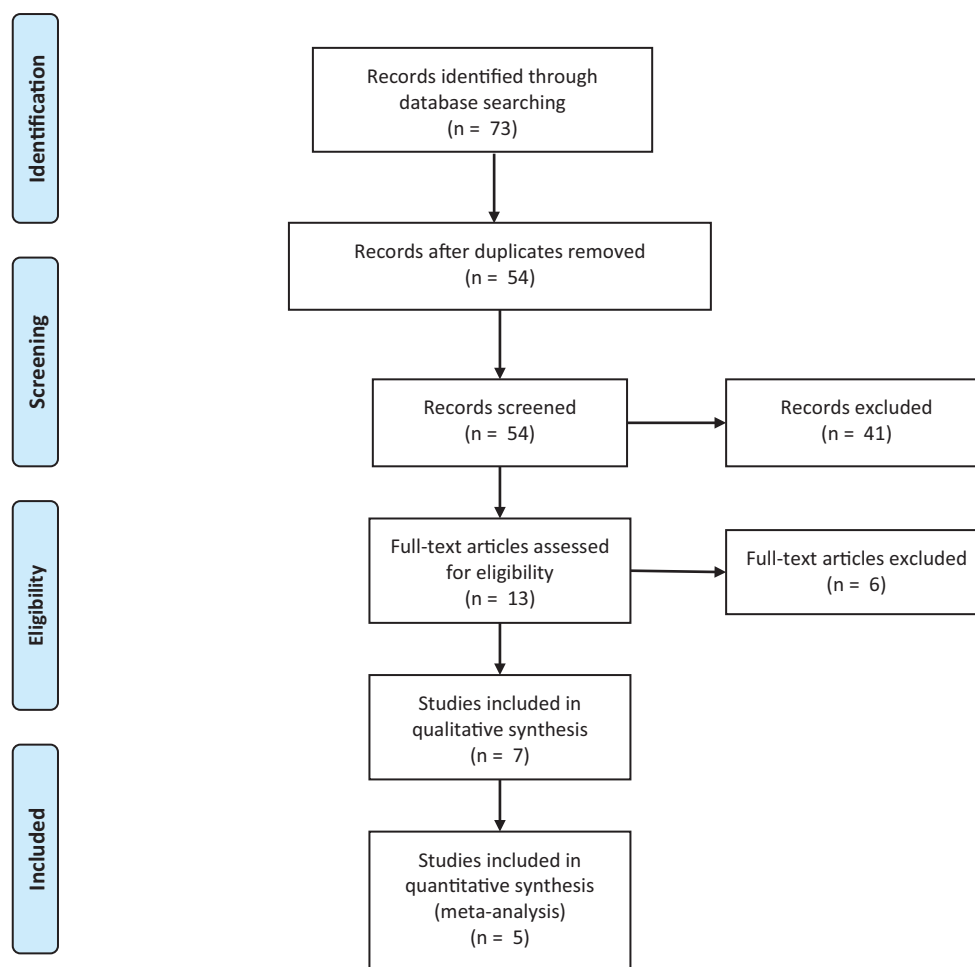 Identification
Records identified through
database searching
(n = 73)
Records after duplicates removed
(n = 54)
Screening
Records screened
(n = 54)
Records excluded
(n = 41)
Eligibility
Full-text articles assessed
for eligibility
(n = 13)
Full-text articles excluded
(n = 6)
Studies included in
qualitative synthesis
(n = 7)
Included
Studies included in
quantitative synthesis
(meta-analysis)
(n = 5)